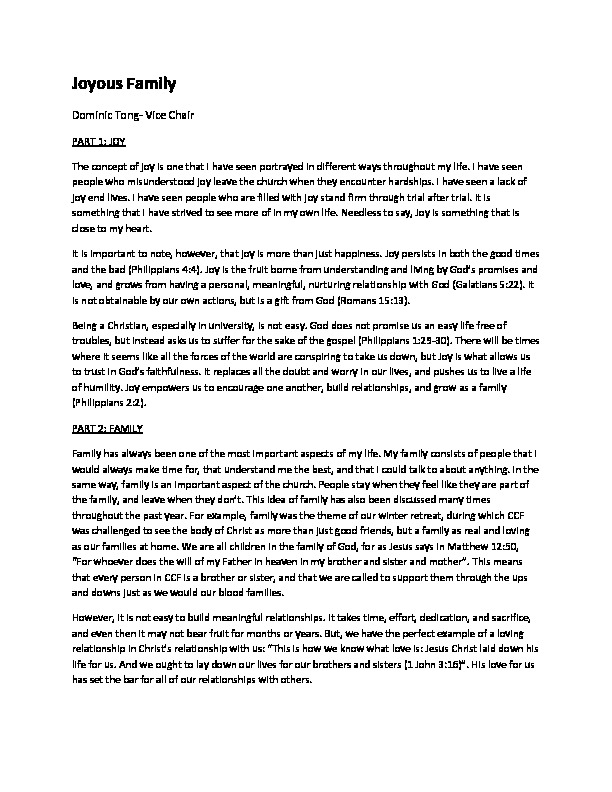 Joyous Family
Dominic Tong- Vice Chair
PART 1: JOY
The concept of joy is one that I have seen portrayed in different ways throughout my life. I have seen
people who misunderstood joy leave the church when they encounter hardships. I have seen a lack of
joy end lives. I have seen people who are filled with joy stand firm through trial after trial. It is
something that I have strived to see more of in my own life. Needless to say, Joy is something that is
close to my heart.
It is important to note, however, that joy is more than just happiness. Joy persists in both the good times
and the bad (Philippians 4:4). Joy is the fruit borne from understanding and living by God's promises and
love, and grows from having a personal, meaningful, nurturing relationship with God (Galatians 5:22). It
is not obtainable by our own actions, but is a gift from God (Romans 15:13).
Being a Christian, especially in university, is not easy. God does not promise us an easy life free of
troubles, but instead asks us to suffer for the sake of the gospel (Philippians 1:29-30). There will be times
where it seems like all the forces of the world are conspiring to take us down, but Joy is what allows us
to trust in God's faithfulness. It replaces all the doubt and worry in our lives, and pushes us to live a life
of humility. Joy empowers us to encourage one another, build relationships, and grow as a family
(Philippians 2:2).
PART 2: FAMILY
Family has always been one of the most important aspects of my life. My family consists of people that I
would always make time for, that understand me the best, and that I could talk to about anything. In the
same way, family is an important aspect of the church. People stay when they feel like they are part of
the family, and leave when they don't. This idea of family has also been discussed many times
throughout the past year. For example, family was the theme of our winter retreat, during which CCF
was challenged to see the body of Christ as more than just good friends, but a family as real and loving
as our families at home. We are all children in the family of God, for as Jesus says in Matthew 12:50,
"For whoever does the will of my Father in heaven in my brother and sister and mother". This means
that every person in CCF is a brother or sister, and that we are called to support them through the ups
and downs just as we would our blood families.
However, it is not easy to build meaningful relationships. It takes time, effort, dedication, and sacrifice,
and even then it may not bear fruit for months or years. But, we have the perfect example of a loving
relationship in Christ's relationship with us: "This is how we know what love is: Jesus Christ laid down his
life for us. And we ought to lay down our lives for our brothers and sisters (1 John 3:16)". His love for us
has set the bar for all of our relationships with others.